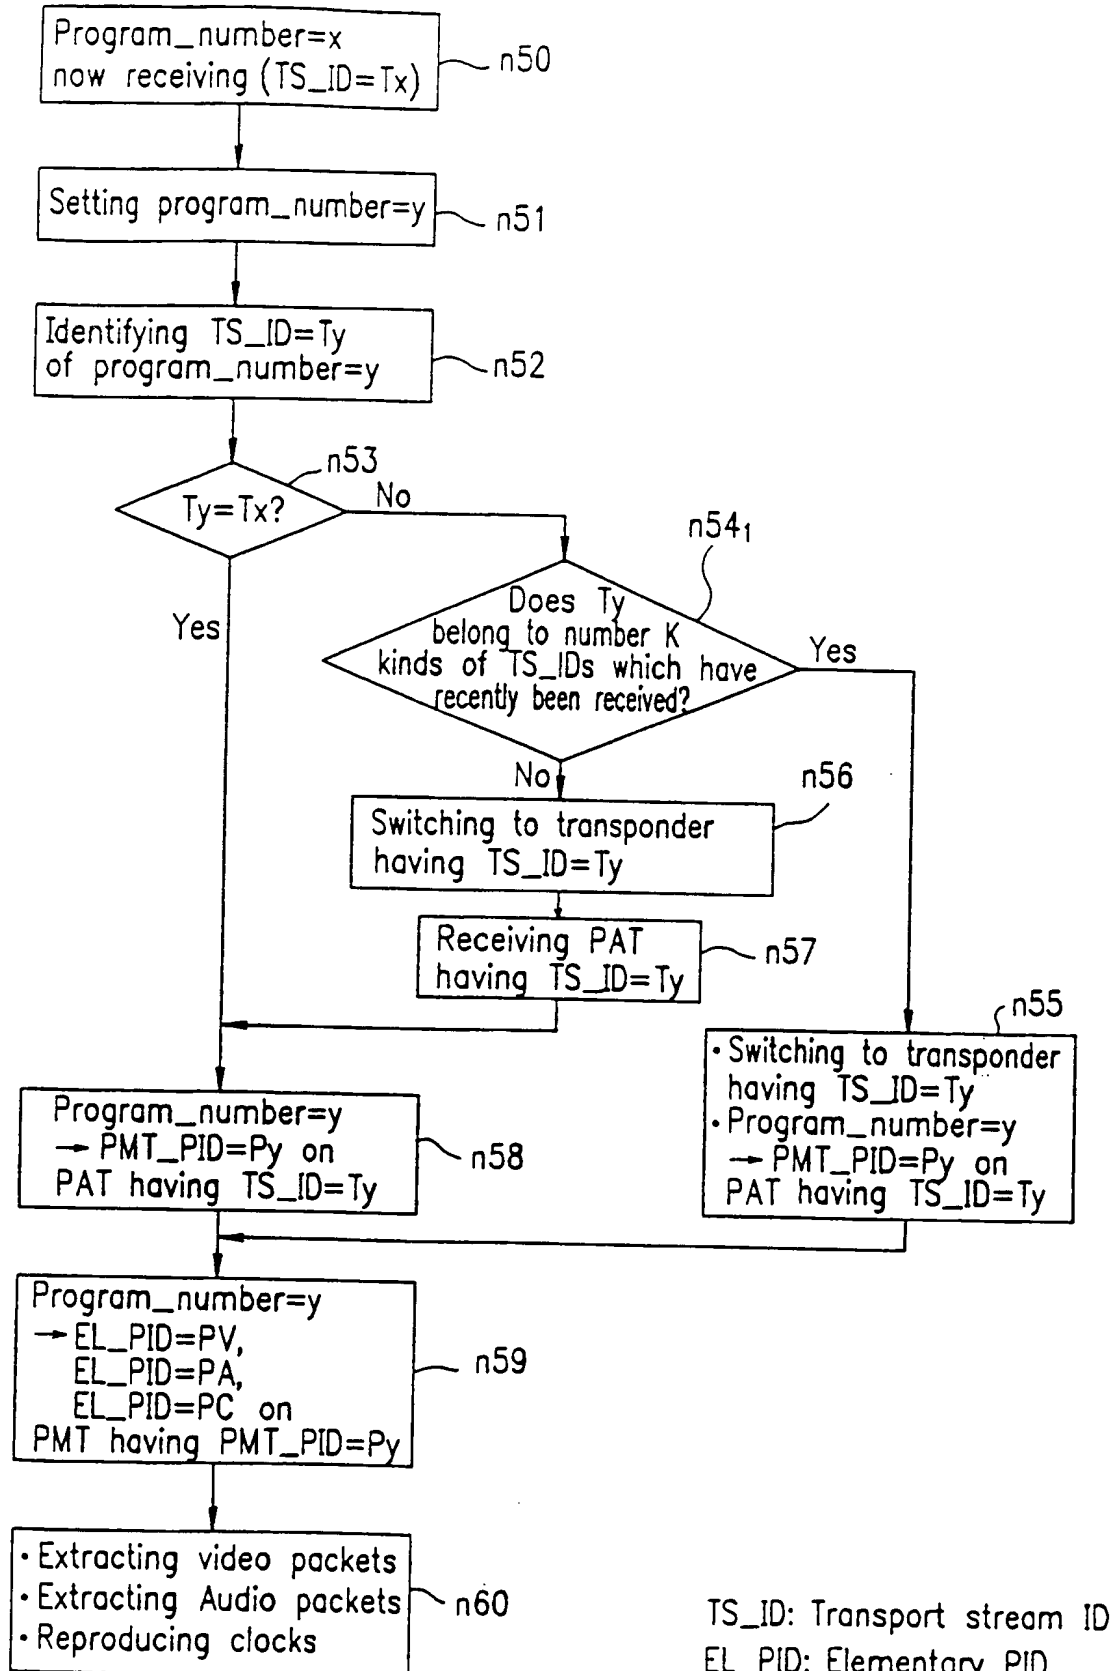 Program_number=x
now receiving (TS_ID=Tx)
n50
Setting program_number=y
n51
Identifying TS_ID=Ty
of program_number=y
n52
n53
Ty=Tx?
No
Yes
n54₁
Does Ty
belong to number K
kinds of TS_IDs which have
recently been received?
Yes
No
n56
Switching to transponder
having TS_ID=Ty
Receiving PAT
having TS_ID=Ty
n57
n55
· Switching to transponder
having TS_ID=Ty
· Program_number=y
→ PMT_PID=Py on
PAT having TS_ID=Ty
Program_number=y
→ PMT_PID=Py on
PAT having TS_ID=Ty
n58
Program_number=y
→ EL_PID=PV,
EL_PID=PA,
EL_PID=PC on
PMT having PMT_PID=Py
n59
· Extracting video packets
· Extracting Audio packets
· Reproducing clocks
n60
TS_ID: Transport stream ID
EL_PID: Elementary PID